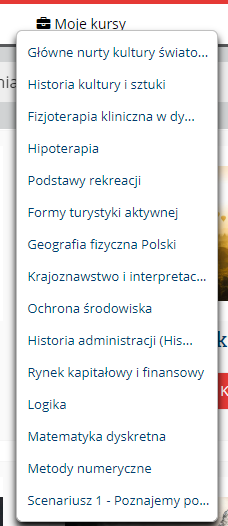 Moje kursy
Główne nurty kultury świato...
Historia kultury i sztuki
Fizjoterapia kliniczna w dy...
Hipoterapia
Podstawy rekreacji
Formy turystyki aktywnej
Geografia fizyczna Polski
Krajoznawstwo i interpretac...
Ochrona środowiska
Historia administracji (His...
Rynek kapitałowy i finansowy
Logika
Matematyka dyskretna
Metody numeryczne
Scenariusz 1 - Poznajemy po...